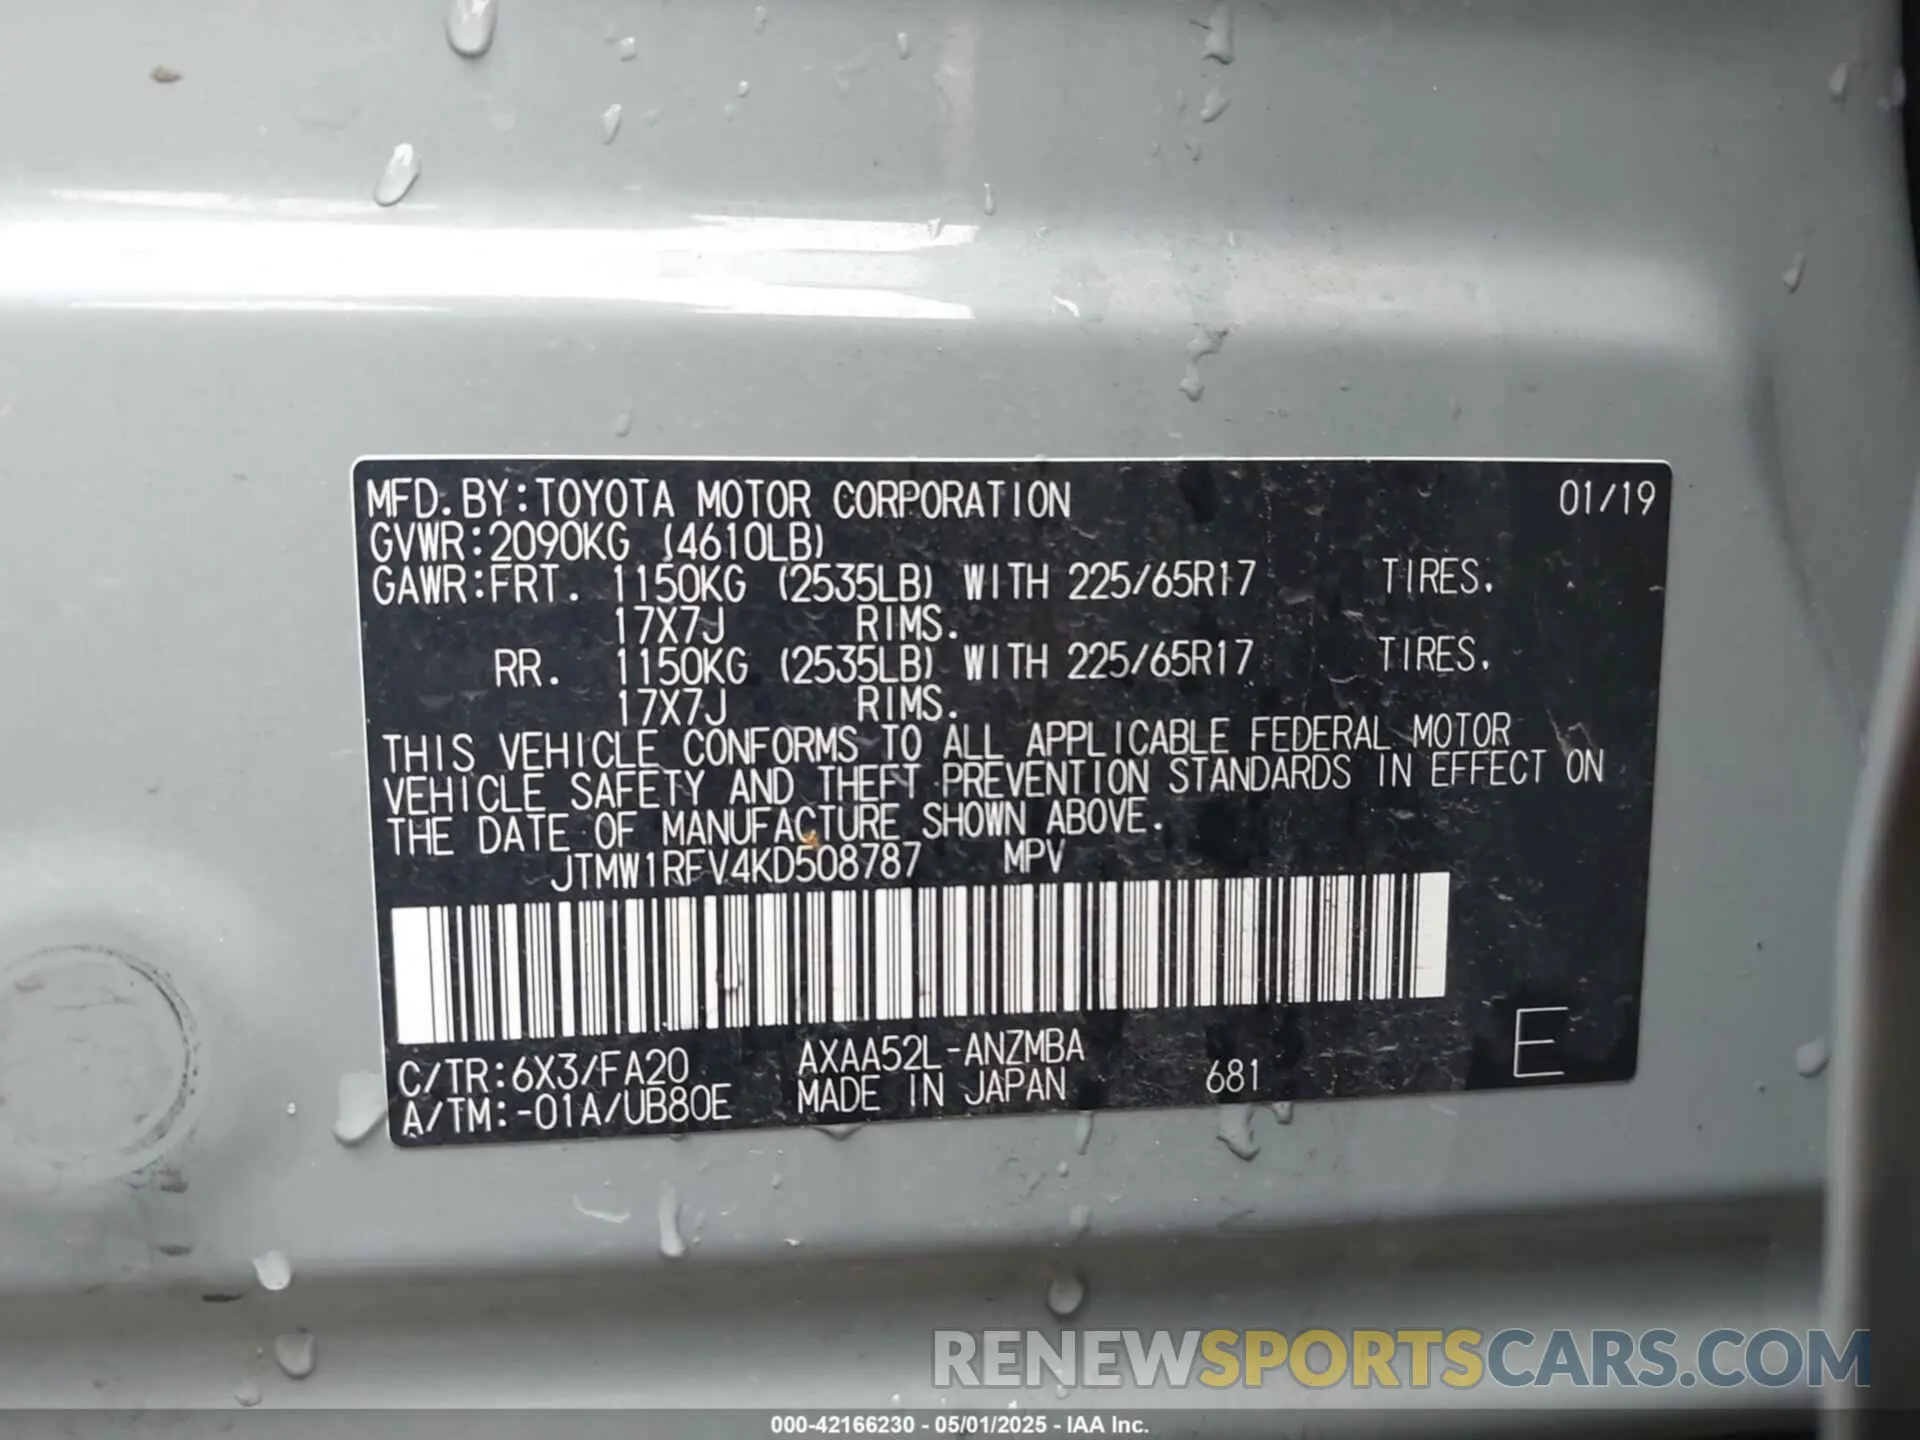 MFD.BY:TOYOTA MOTOR CORPORATION 01/19
GVWR:2090KG (4610LB)
GAWR:FRT. 1150KG (2535LB) WITH 225/65R17 TIRES.
17X7J RIMS.
RR. 1150KG (2535LB) WITH 225/65R17 TIRES.
17X7J RIMS.
THIS VEHICLE CONFORMS TO ALL APPLICABLE FEDERAL MOTOR
VEHICLE SAFETY AND THEFT PREVENTION STANDARDS IN EFFECT ON
THE DATE OF MANUFACTURE SHOWN ABOVE.
JTMW1RFV4KD508787 MPV
C/TR:6X3/FA20 AXAA52L-ANZMBA
A/TM:-01A/UB80E MADE IN JAPAN 681 E
RENEWSPORTSCARS.COM
000-42166230 - 05/01/2025 - IAA Inc.